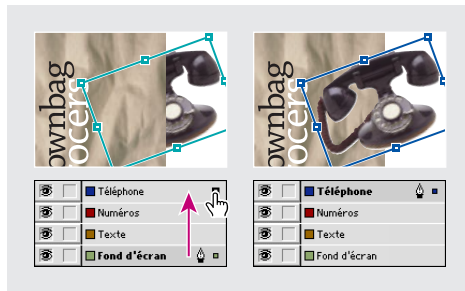 ownbag
ocers
ownbag
ocers
Téléphone
Numéros
Texte
Fond d'écran
Téléphone
Numéros
Texte
Fond d'écran